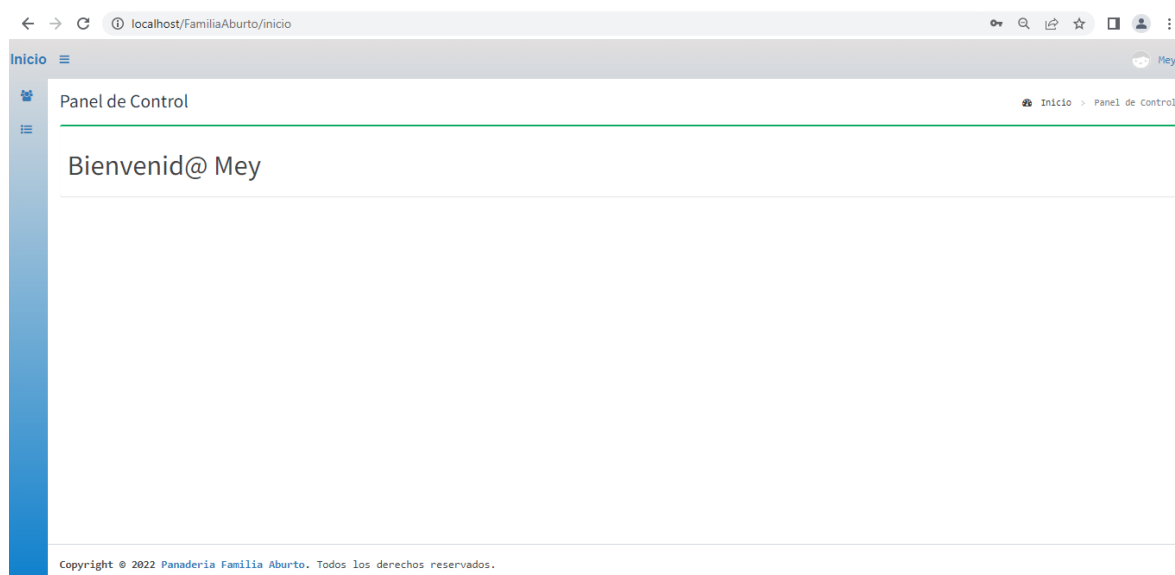 localhost/FamiliaAburto/inicio
Inicio
Mey
Panel de Control
Inicio > Panel de Control
Bienvenid@ Mey
Copyright © 2022 Panaderia Familia Aburto. Todos los derechos reservados.